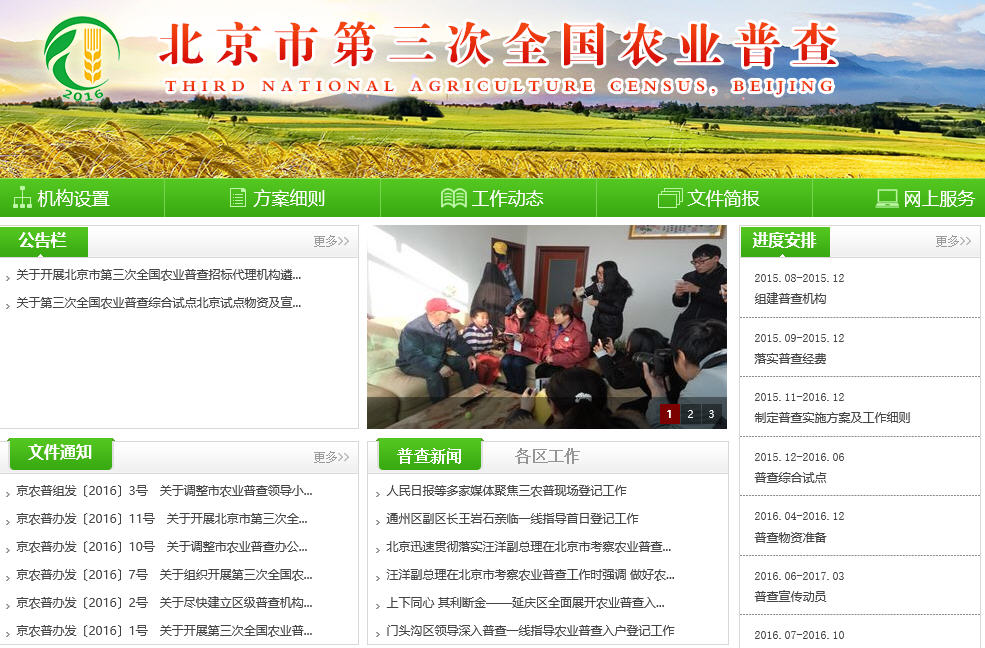 2016
北京市第三次全国农业普查
THIRD NATIONAL AGRICULTURE CENSUS, BEIJING
机构设置
方案细则
工作动态
文件简报
网上服务
公告栏
更多>>
关于开展北京市第三次全国农业普查招标代理机构遴...
关于第三次全国农业普查综合试点北京试点物资及宣...
1 2 3
文件通知
更多>>
京农普组发〔2016〕3号 关于调整市农业普查领导小...
京农普办发〔2016〕11号 关于开展北京市第三次全...
京农普办发〔2016〕10号 关于调整市农业普查办公...
京农普办发〔2016〕7号 关于组织开展第三次全国农...
京农普办发〔2016〕2号 关于尽快建立区级普查机构...
京农普办发〔2016〕1号 关于开展第三次全国农业普...
普查新闻
各区工作
人民日报等多家媒体聚焦三农普现场登记工作
通州区副区长王岩石亲临一线指导首日登记工作
北京迅速贯彻落实汪洋副总理在北京市考察农业普查...
汪洋副总理在北京市考察农业普查工作时强调 做好农...
上下同心 其利断金——延庆区全面展开农业普查入...
门头沟区领导深入普查一线指导农业普查入户登记工作
进度安排
更多>>
2015.08-2015.12
组建普查机构
2015.09-2015.12
落实普查经费
2015.11-2016.12
制定普查实施方案及工作细则
2015.12-2016.06
普查综合试点
2016.04-2016.12
普查物资准备
2016.06-2017.03
普查宣传动员
2016.07-2016.10